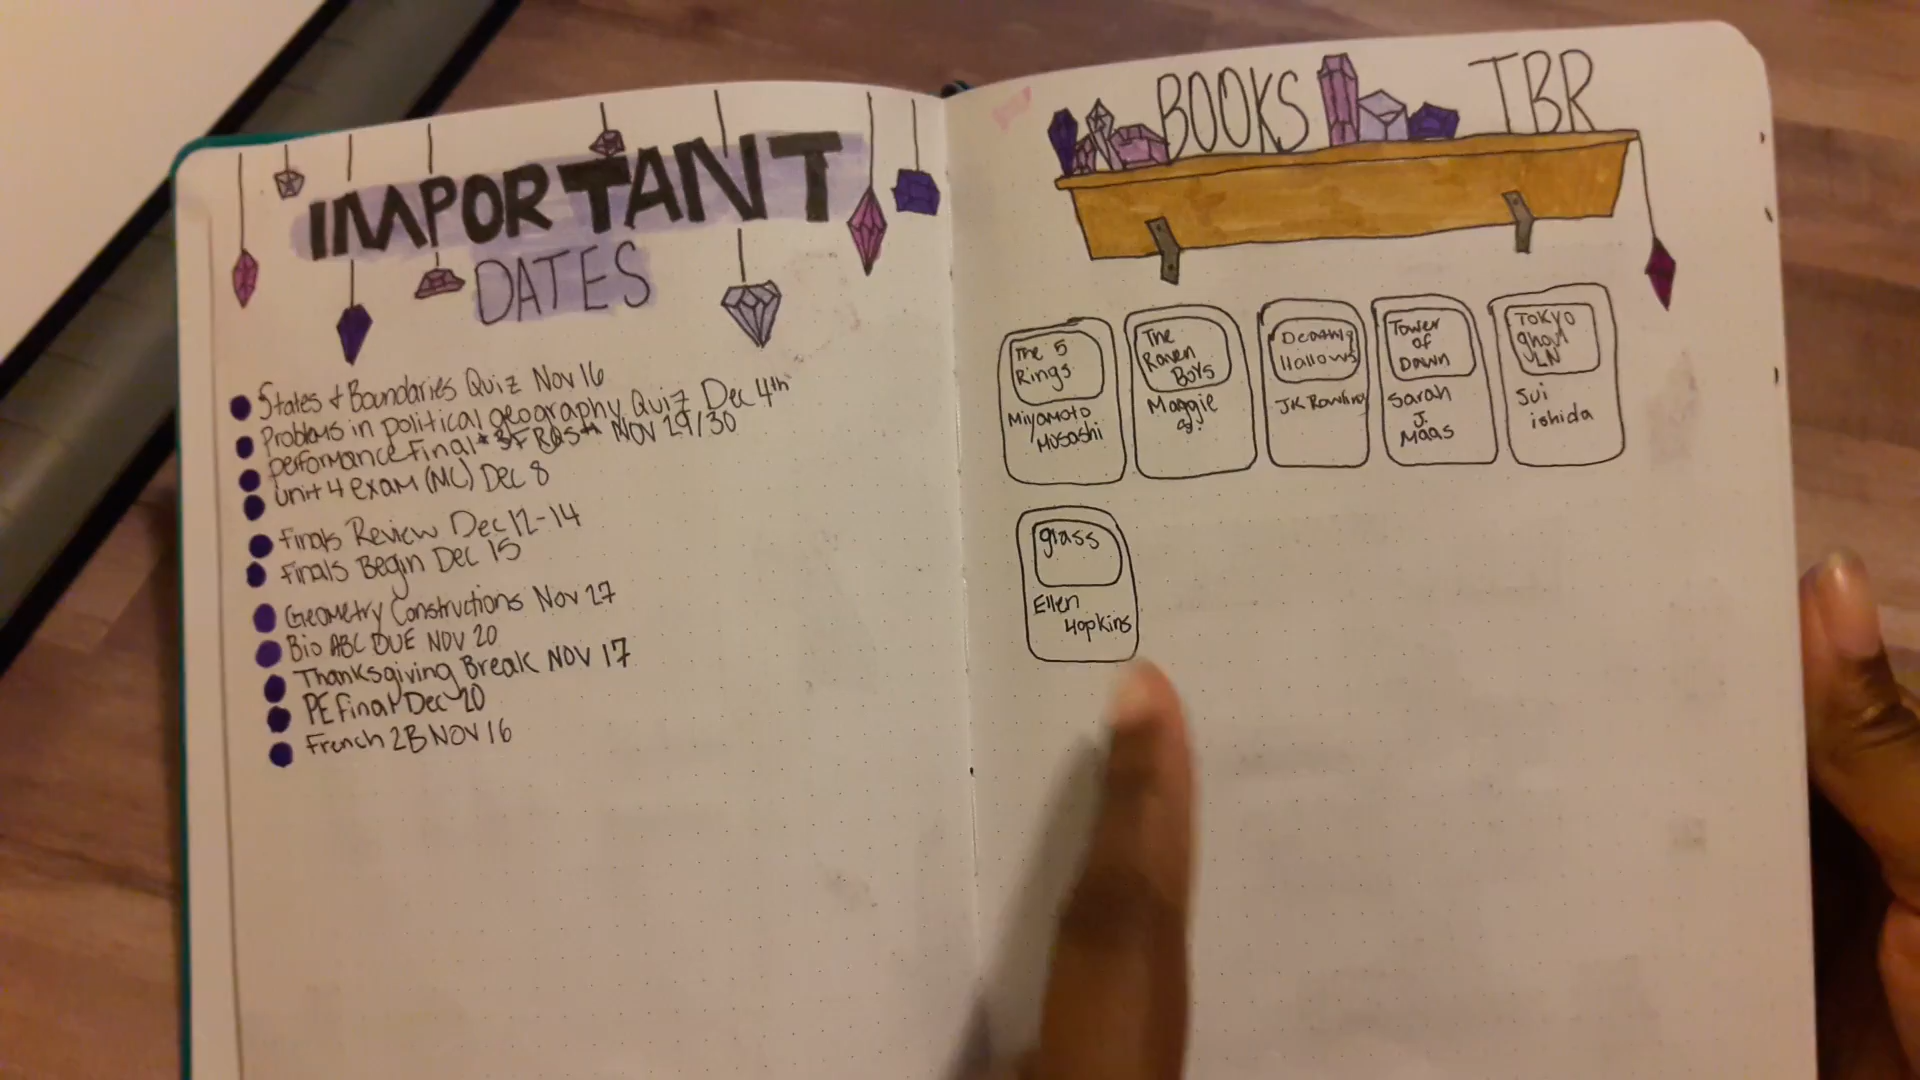 IMPORTANT
DATES
States & Boundaries Quiz Nov 16
Problems in political geography Quiz Dec 4th
performance Final NOV 29/30
unit 4 exam (MC) Dec 8
finals Review Dec 12-14
finals Begin Dec 15
Geometry Constructions Nov 27
Bio ABC DUE NOV 20
Thanksgiving Break NOV 17
PE final Dec 20
French 2B NOV 16
BOOKS TBR
The 5
Rings
Miyamoto
Musashi
The
Raven
Boys
Maggie
S.
Deathly
Hallows
JK Rowling
Tower
of
Dawn
Sarah
J.
Maas
TOKYO
ghoul
LN
Sui
ishida
glass
Ellen
Hopkins